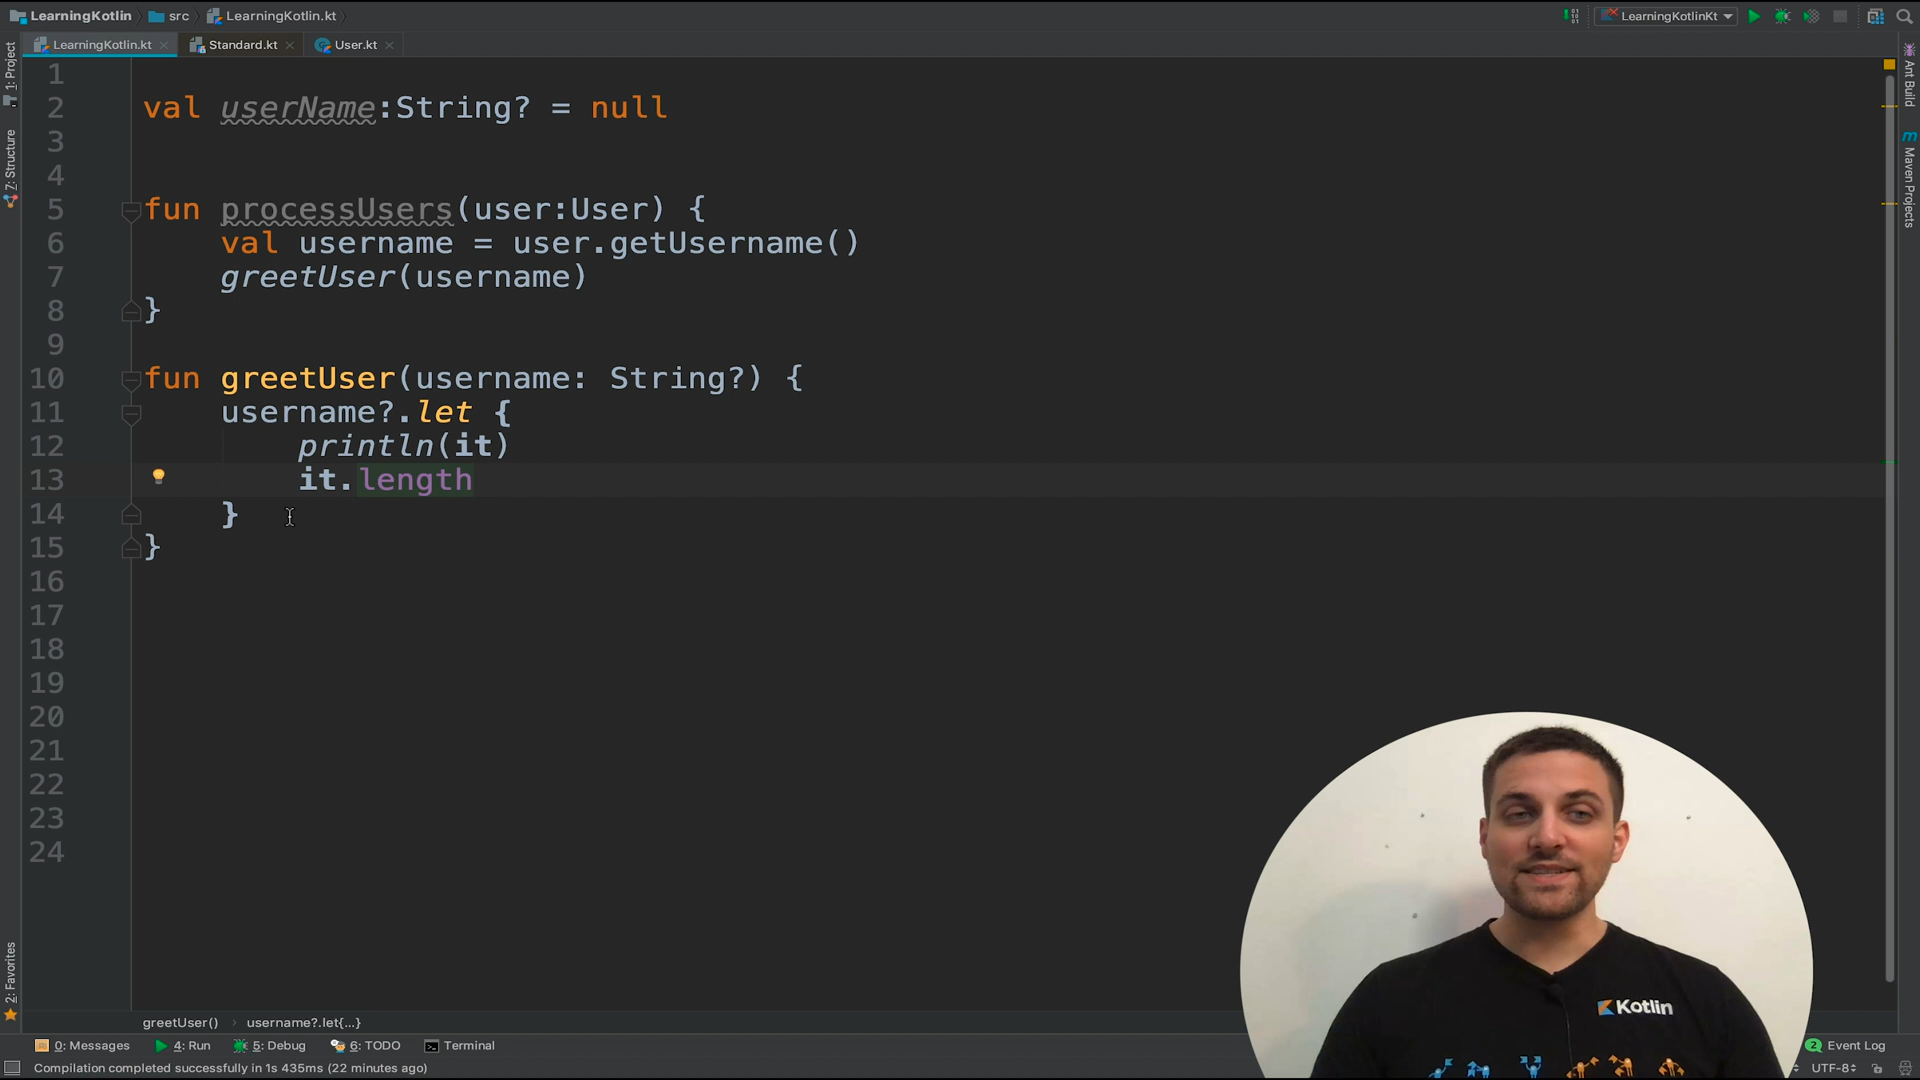 LearningKotlin src LearningKotlin.kt LearningKotlinKt
LearningKotlin.kt Standard.kt User.kt
1: Project
7: Structure
2: Favorites
Ant Build
Maven Projects
1
2 val userName:String? = null
3
4
5 fun processUsers(user:User) {
6 val username = user.getUsername()
7 greetUser(username)
8 }
9
10 fun greetUser(username: String?) {
11 username?.let {
12 println(it)
13 it.length
14 }
15 }
16
17
18
19
20
21
22
23
24
Kotlin
greetUser() › username?.let{...}
0: Messages 4: Run 5: Debug 6: TODO Terminal 2 Event Log
Compilation completed successfully in 1s 435ms (22 minutes ago) UTF-8